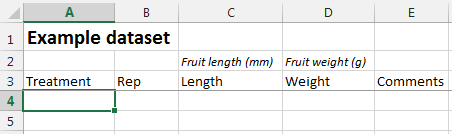 A B C D E
1 Example dataset
2 Fruit length (mm) Fruit weight (g)
3 Treatment Rep Length Weight Comments
4
5